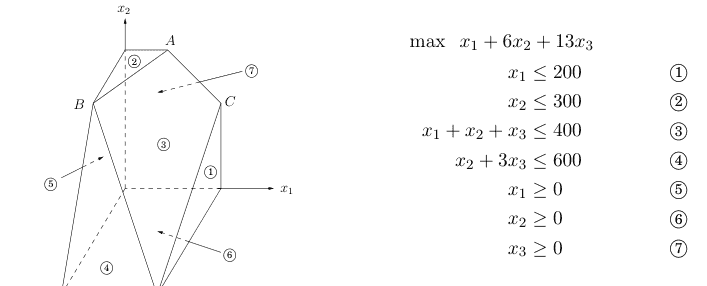 x₂
A
②
⑦
B
C
③
①
⑤
x₁
⑥
④
max x₁ + 6x₂ + 13x₃
x₁ ≤ 200 ①
x₂ ≤ 300 ②
x₁ + x₂ + x₃ ≤ 400 ③
x₂ + 3x₃ ≤ 600 ④
x₁ ≥ 0 ⑤
x₂ ≥ 0 ⑥
x₃ ≥ 0 ⑦